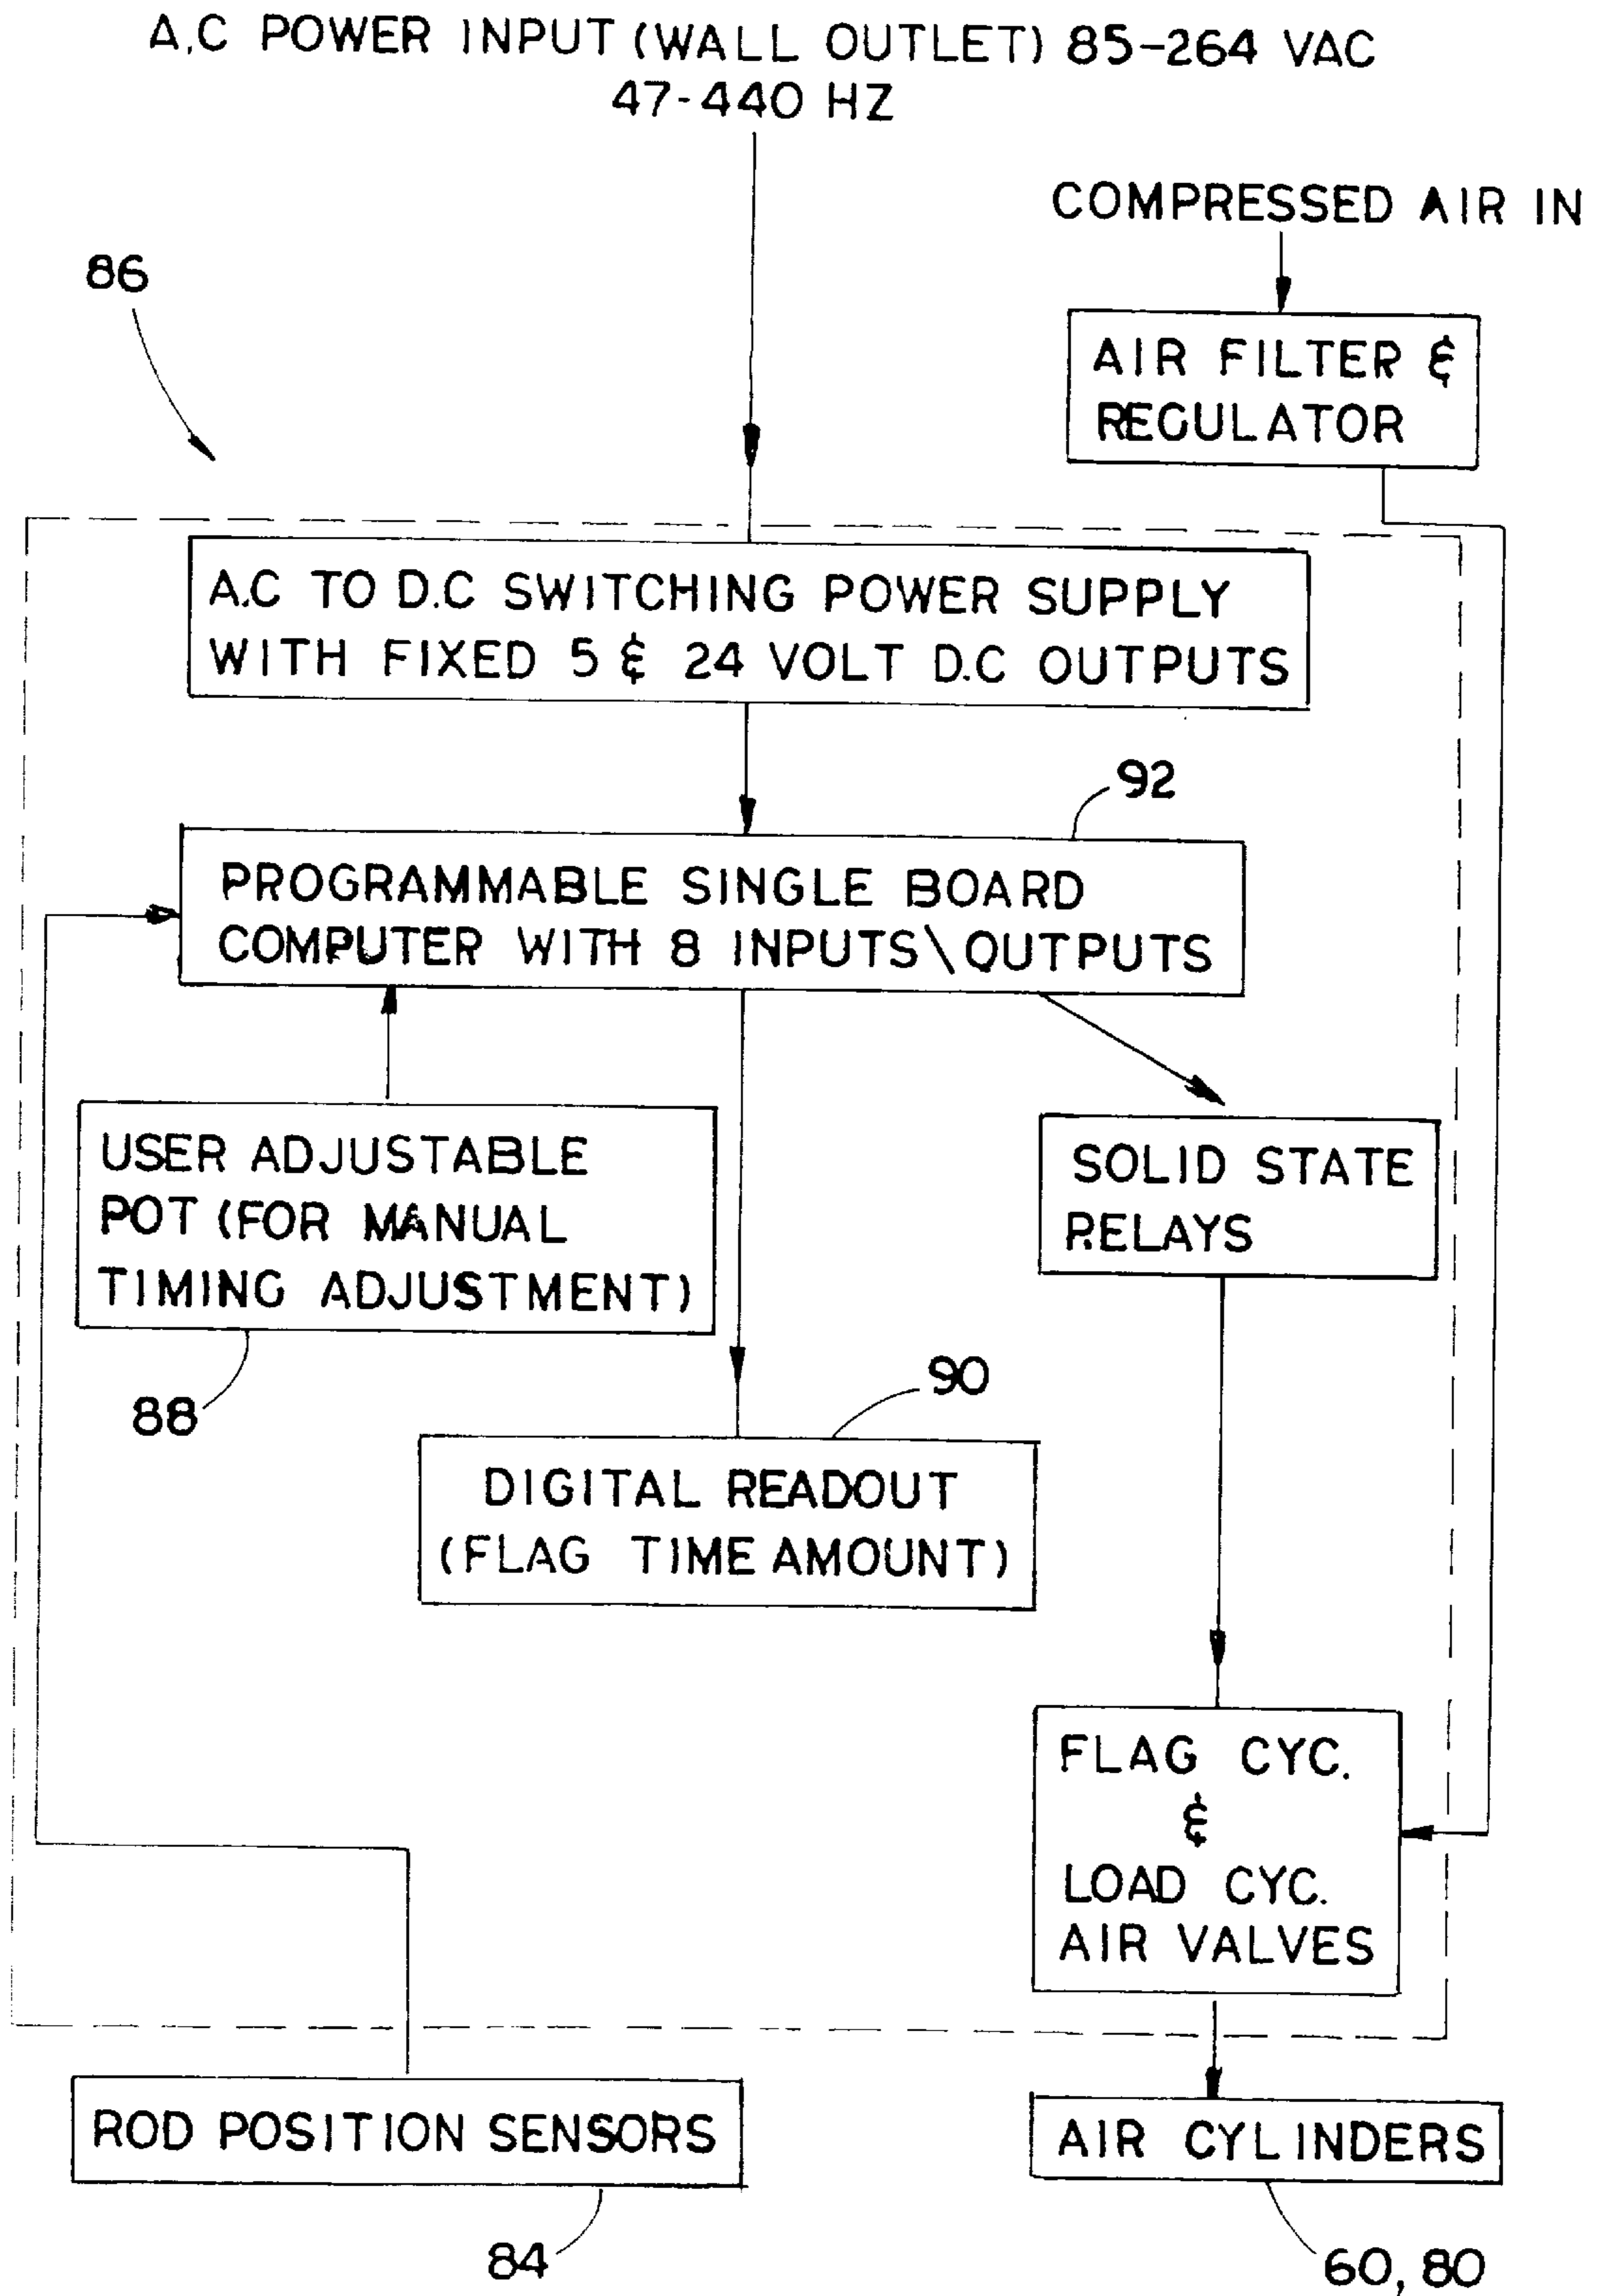 A.C POWER INPUT (WALL OUTLET) 85-264 VAC
47-440 HZ
COMPRESSED AIR IN
86
AIR FILTER &
REGULATOR
A.C TO D.C SWITCHING POWER SUPPLY
WITH FIXED 5 & 24 VOLT D.C OUTPUTS
92
PROGRAMMABLE SINGLE BOARD
COMPUTER WITH 8 INPUTS\OUTPUTS
USER ADJUSTABLE
POT (FOR MANUAL
TIMING ADJUSTMENT)
88
SOLID STATE
RELAYS
90
DIGITAL READOUT
(FLAG TIME AMOUNT)
FLAG CYC.
&
LOAD CYC.
AIR VALVES
ROD POSITION SENSORS
84
AIR CYLINDERS
60, 80